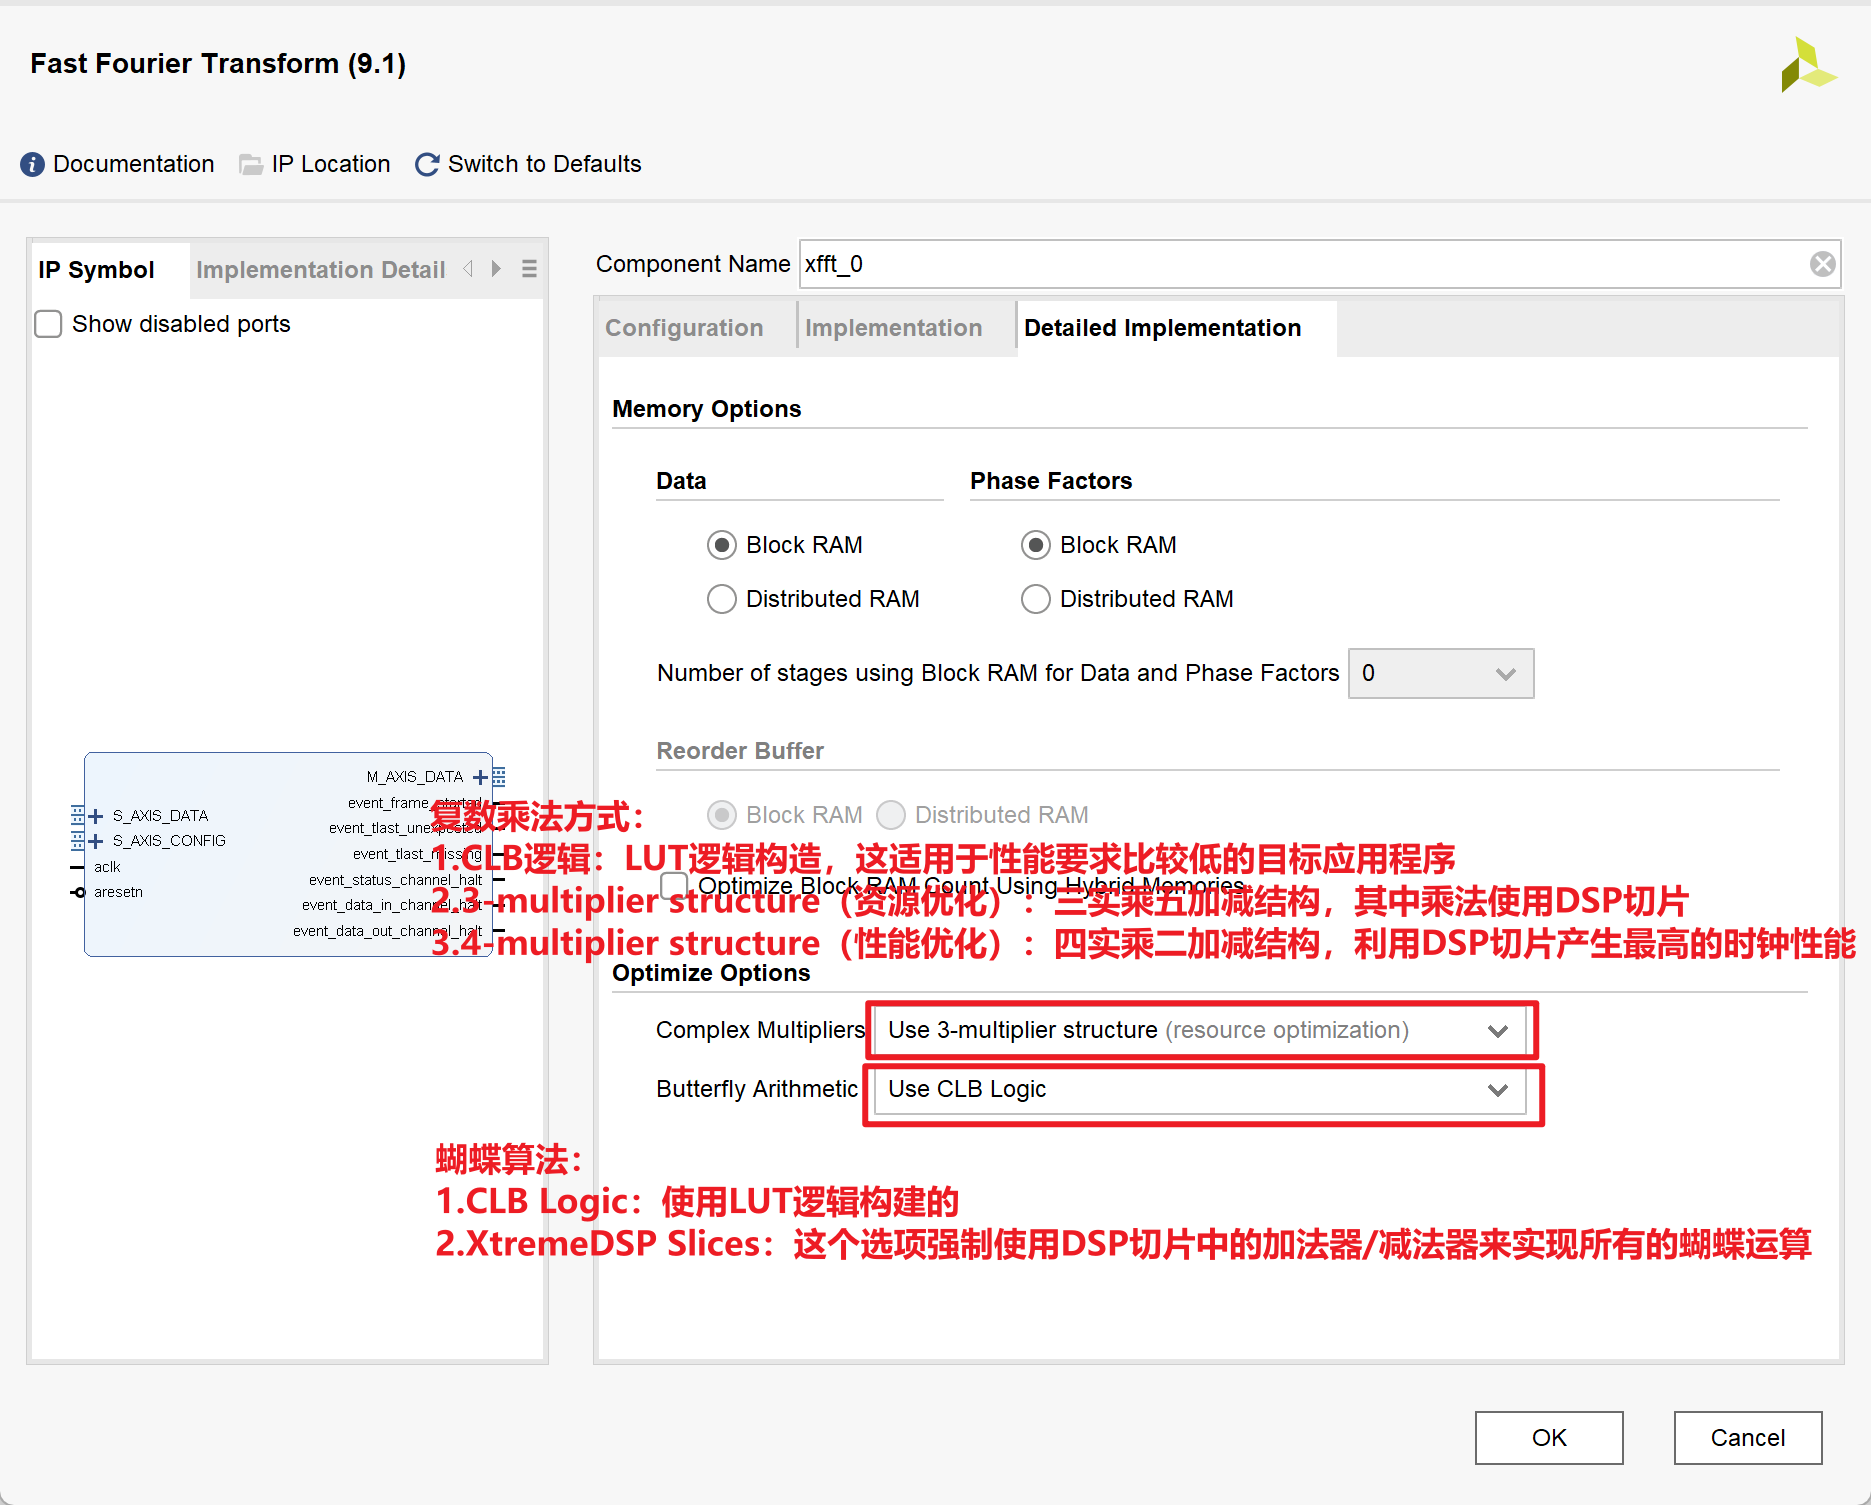 Fast Fourier Transform (9.1)
Documentation IP Location Switch to Defaults
IP Symbol Implementation Detail
Show disabled ports
M_AXIS_DATA
event_frame_started
S_AXIS_DATA
event_tlast_unexpected
S_AXIS_CONFIG
event_tlast_missing
aclk
event_status_channel_halt
aresetn
event_data_in_channel_halt
event_data_out_channel_halt
Component Name xfft_0
Configuration Implementation Detailed Implementation
Memory Options
Data Phase Factors
Block RAM Block RAM
Distributed RAM Distributed RAM
Number of stages using Block RAM for Data and Phase Factors 0
Reorder Buffer
Block RAM Distributed RAM
复数乘法方式：
1.CLB逻辑：LUT逻辑构造，这适用于性能要求比较低的目标应用程序
Optimize Block RAM Count Using Hybrid Memories
2.3-multiplier structure（资源优化）：三实乘五加减结构，其中乘法使用DSP切片
3.4-multiplier structure（性能优化）：四实乘二加减结构，利用DSP切片产生最高的时钟性能
Optimize Options
Complex Multipliers Use 3-multiplier structure (resource optimization)
Butterfly Arithmetic Use CLB Logic
蝴蝶算法：
1.CLB Logic：使用LUT逻辑构建的
2.XtremeDSP Slices：这个选项强制使用DSP切片中的加法器/减法器来实现所有的蝴蝶运算
OK Cancel